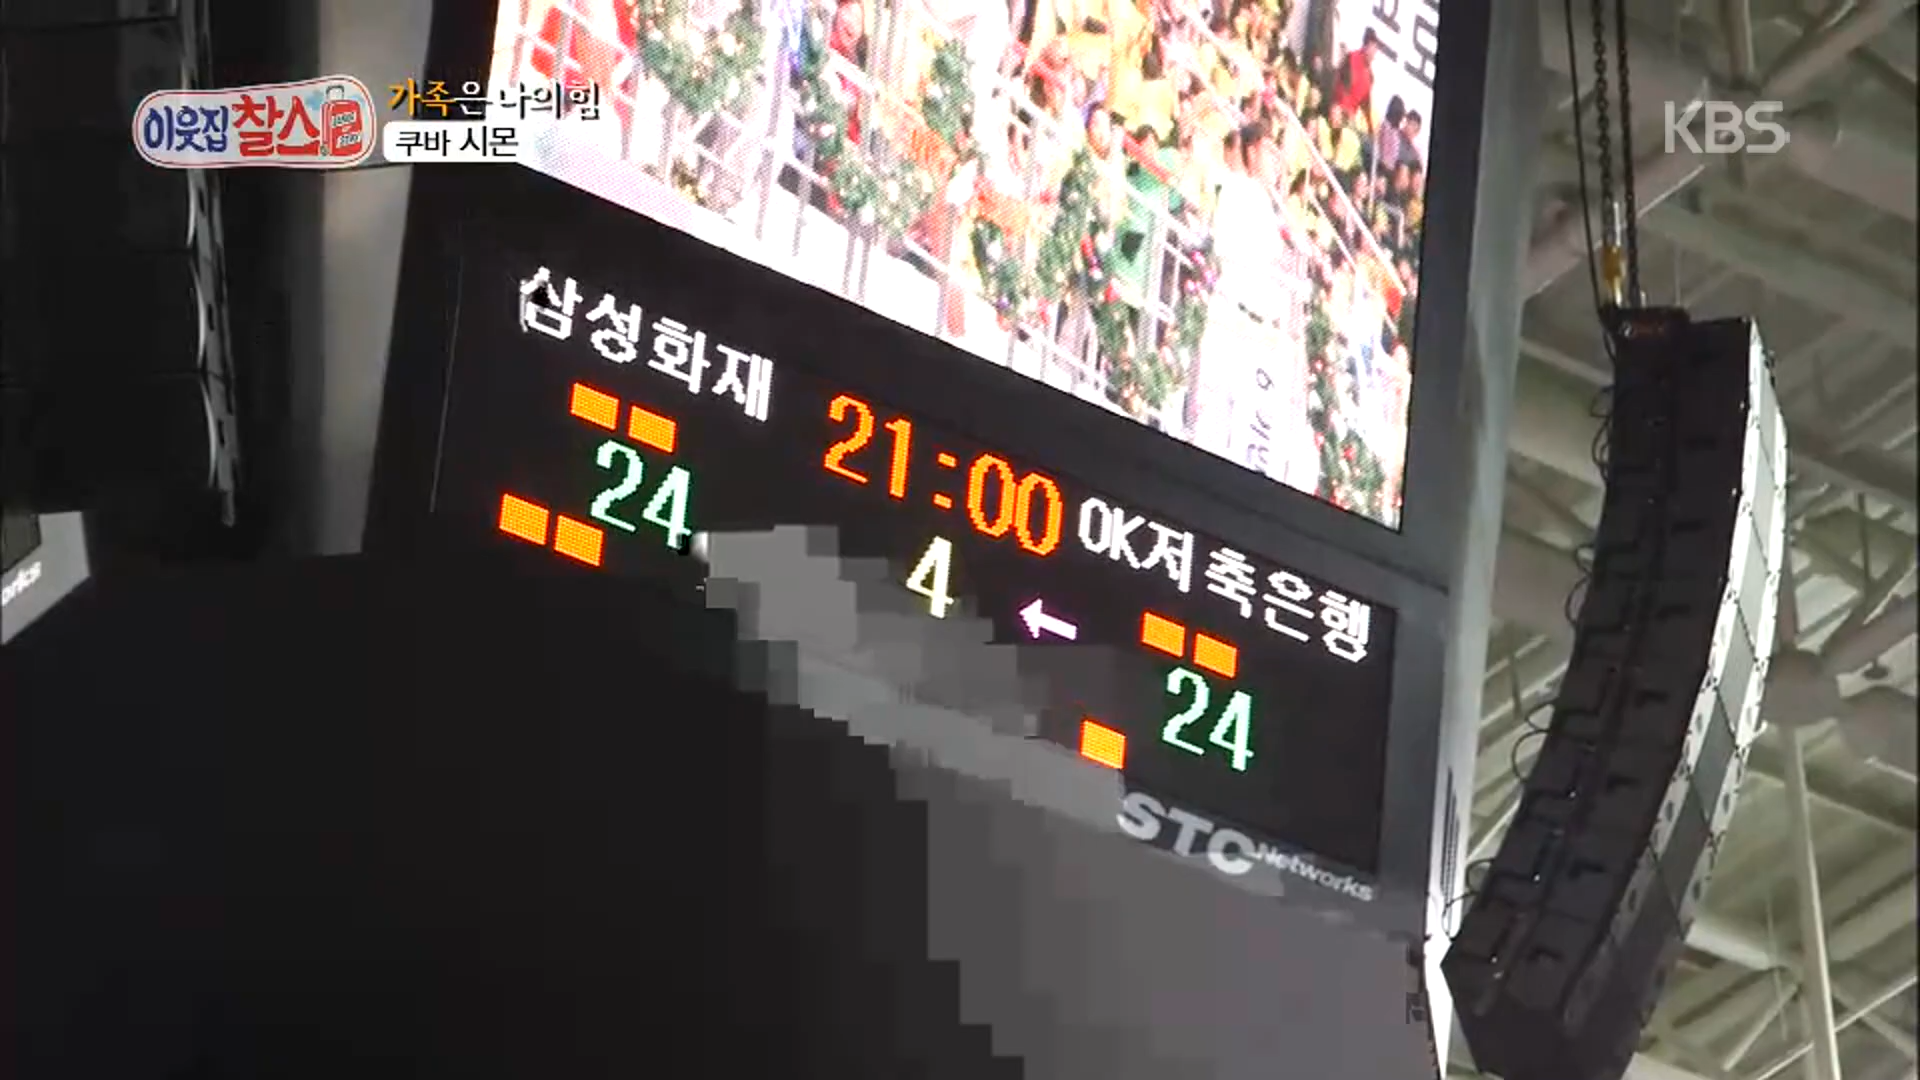 이웃집 찰스
가족은 나의 힘
쿠바 시몬
KBS
삼성화재
21:00
OK저축은행
24
4
←
24
STC Networks
orks